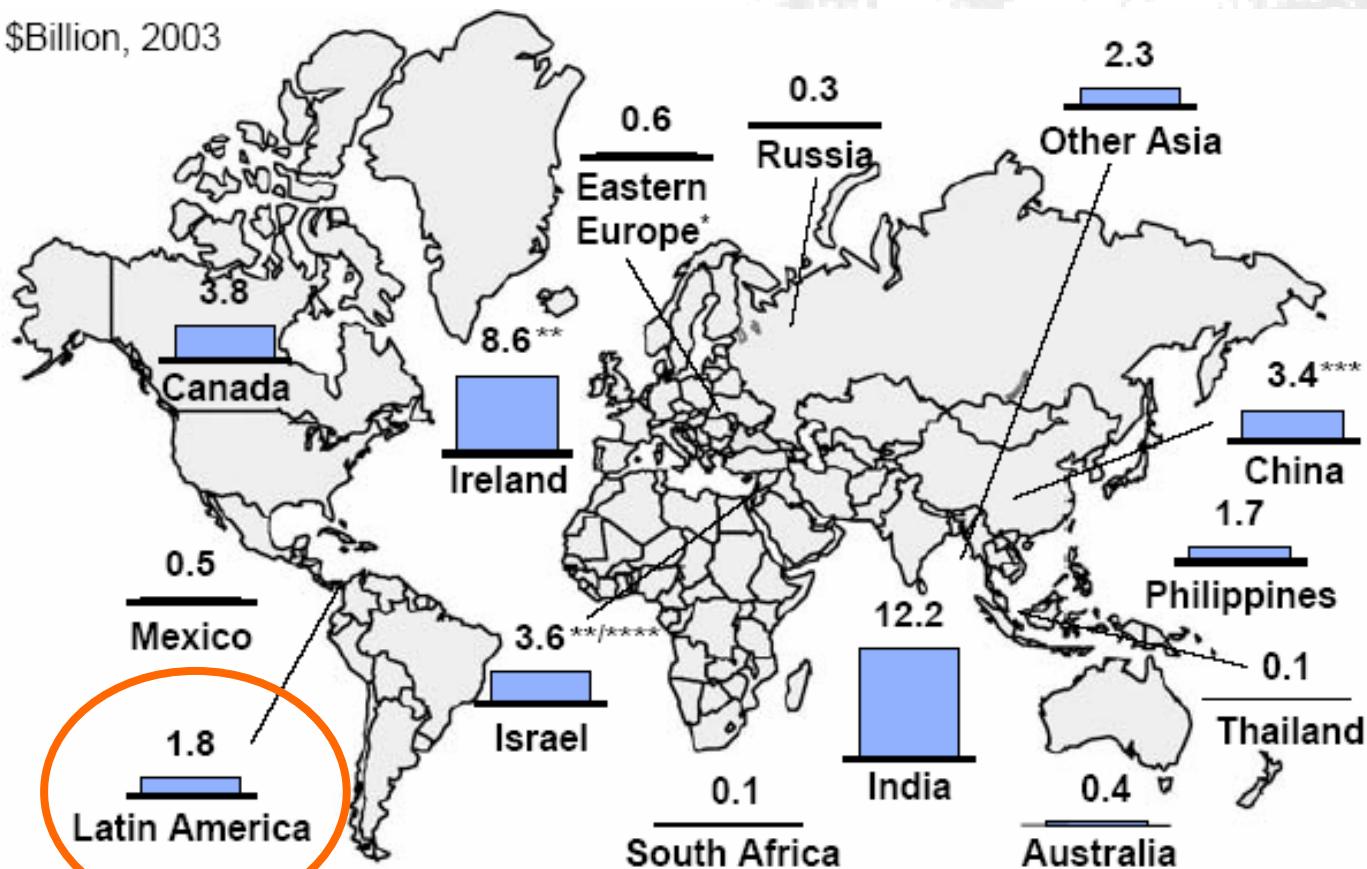 $Billion, 2003
2.3
Other Asia
0.3
Russia
0.6
Eastern
Europe*
3.8
Canada
8.6**
Ireland
3.4***
China
1.7
Philippines
0.5
Mexico
3.6**/****
Israel
12.2
India
0.1
Thailand
1.8
Latin America
0.1
South Africa
0.4
Australia